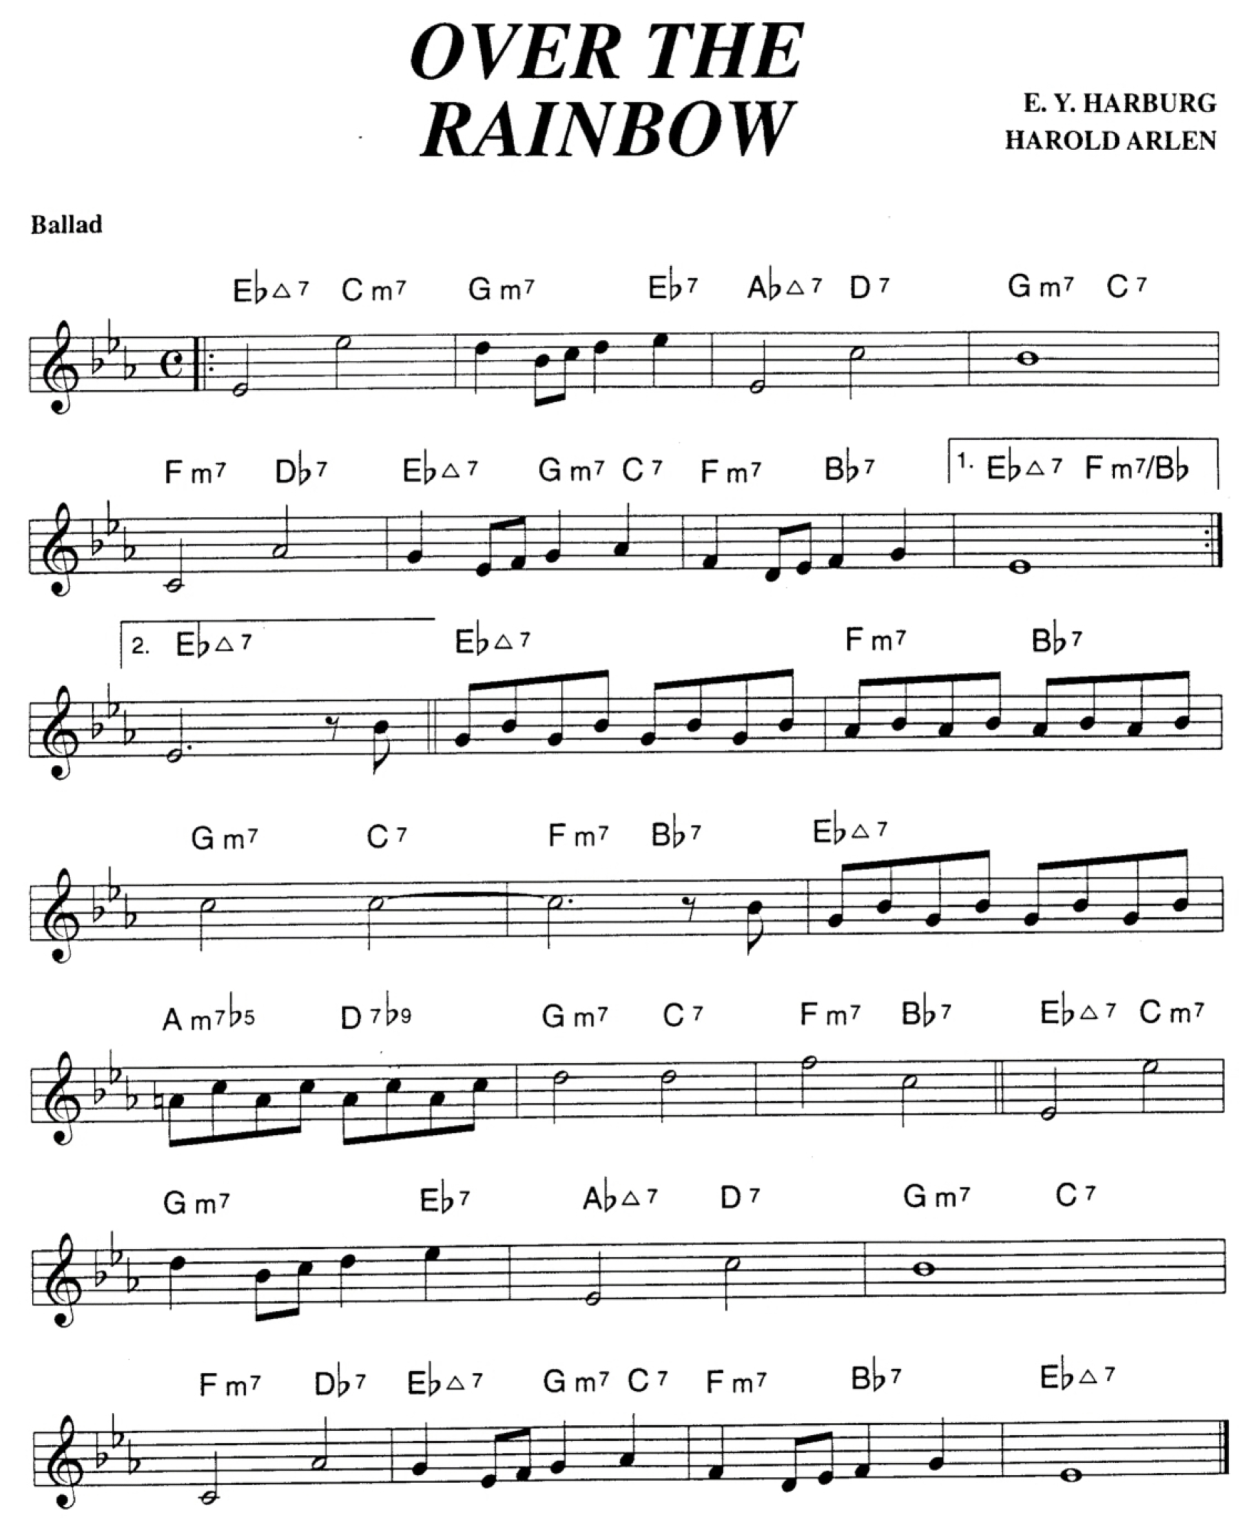 OVER THE
RAINBOW
E. Y. HARBURG
HAROLD ARLEN
Ballad
E♭△7 Cm7 Gm7 E♭7 A♭△7 D7 Gm7 C7
Fm7 D♭7 E♭△7 Gm7 C7 Fm7 B♭7 1. E♭△7 Fm7/B♭
2. E♭△7 E♭△7 Fm7 B♭7
Gm7 C7 Fm7 B♭7 E♭△7
Am7♭5 D7♭9 Gm7 C7 Fm7 B♭7 E♭△7 Cm7
Gm7 E♭7 A♭△7 D7 Gm7 C7
Fm7 D♭7 E♭△7 Gm7 C7 Fm7 B♭7 E♭△7